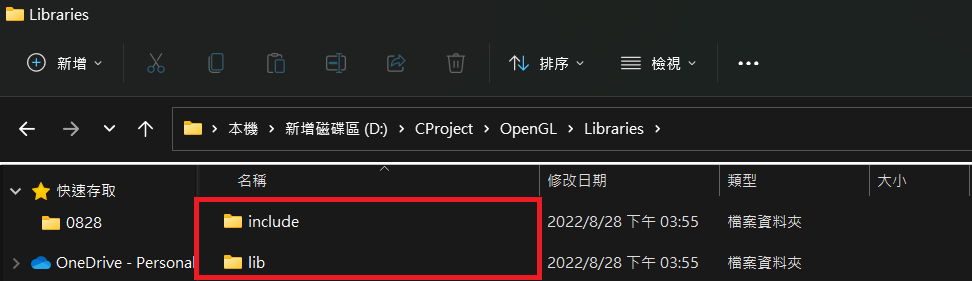 Libraries
新增 排序 檢視
本機 新增磁碟區 (D:) CProject OpenGL Libraries
快速存取 名稱 修改日期 類型 大小
0828 include 2022/8/28 下午 03:55 檔案資料夾
OneDrive - Personal lib 2022/8/28 下午 03:55 檔案資料夾